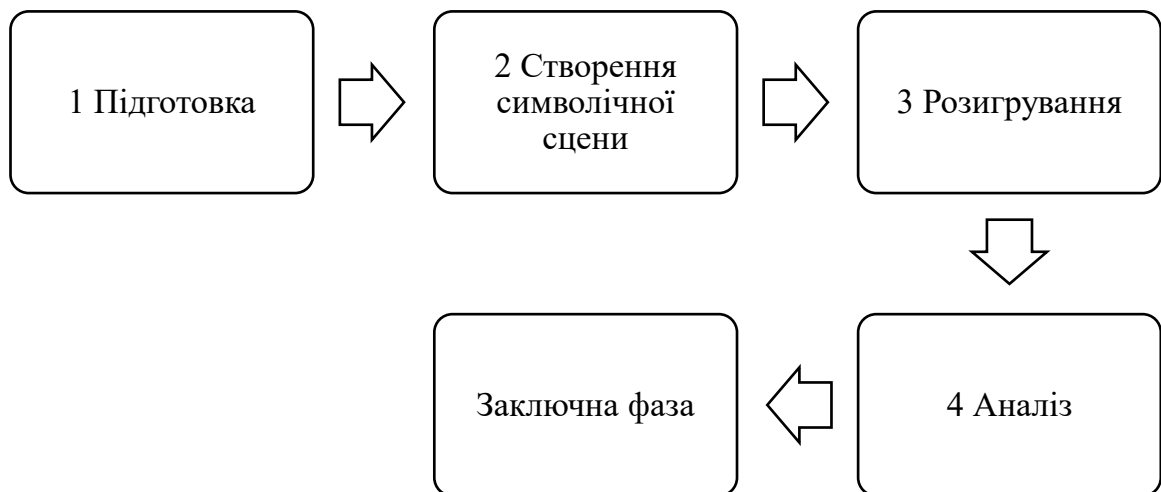 1 Підготовка
2 Створення
символічної
сцени
3 Розигрування
4 Аналіз
Заключна фаза